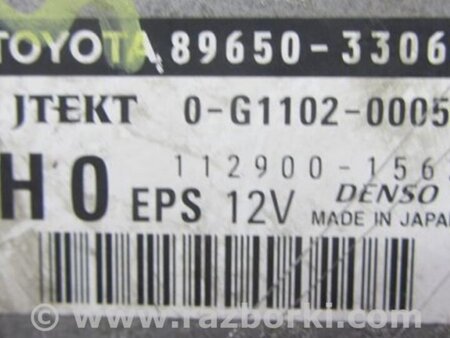 TOYOTA 89650-3306
JTEKT 0-G1102-0005
H0 EPS 12V 112900-156
DENSO
MADE IN JAPAN
© www.razborki.com